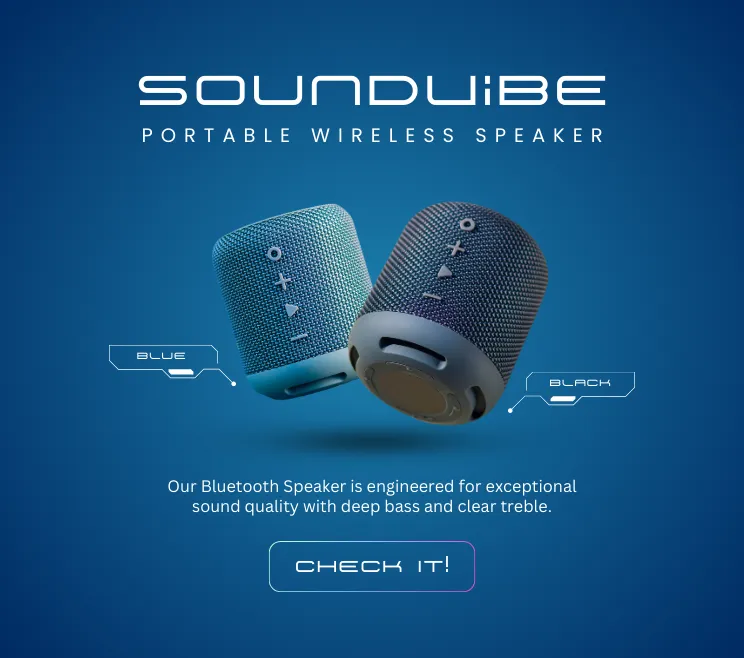 SOUNDVIBE
PORTABLE WIRELESS SPEAKER
BLUE
BLACK
Our Bluetooth Speaker is engineered for exceptional
sound quality with deep bass and clear treble.
CHECK IT!